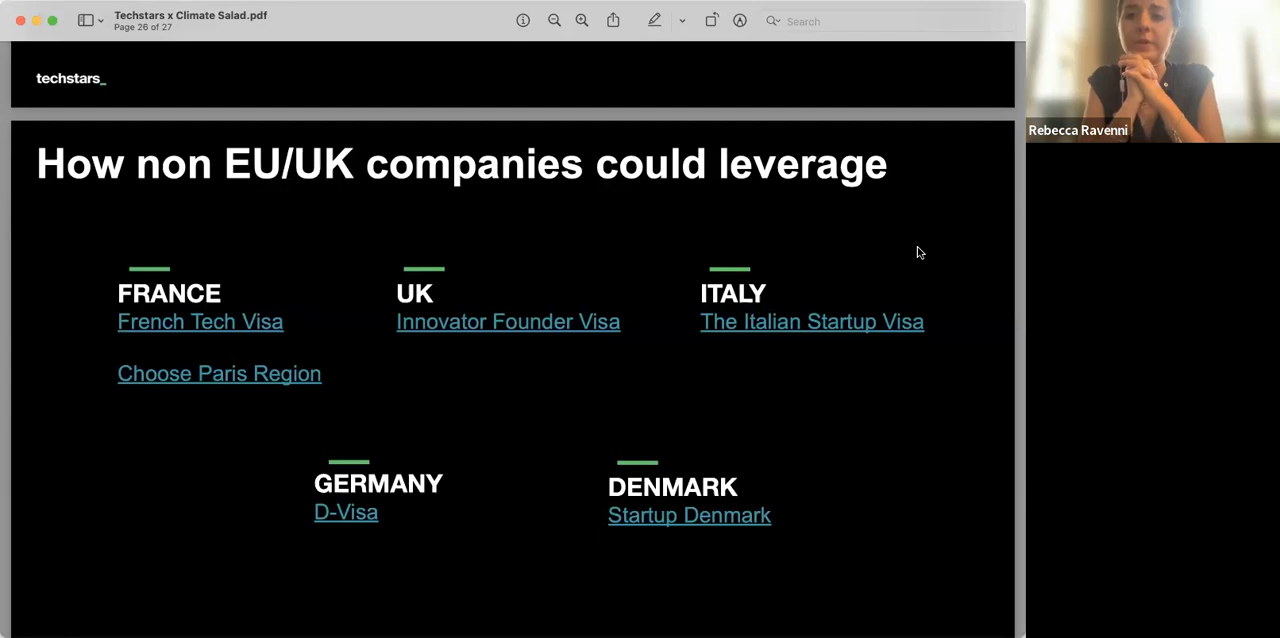 Techstars x Climate Salad.pdf
Page 26 of 27
Search
Rebecca Ravenni
techstars_
How non EU/UK companies could leverage
FRANCE
French Tech Visa
Choose Paris Region
UK
Innovator Founder Visa
ITALY
The Italian Startup Visa
GERMANY
D-Visa
DENMARK
Startup Denmark